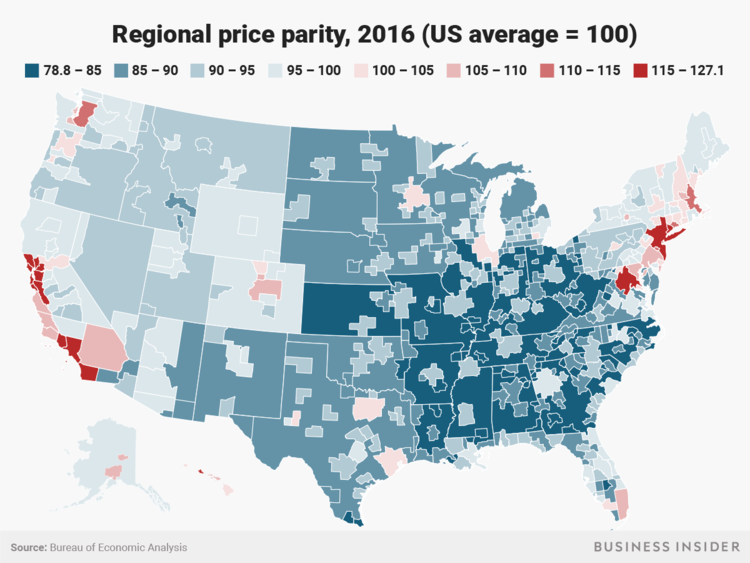 Regional price parity, 2016 (US average = 100)
78.8 – 85 85 – 90 90 – 95 95 – 100 100 – 105 105 – 110 110 – 115 115 – 127.1
Source: Bureau of Economic Analysis
BUSINESS INSIDER